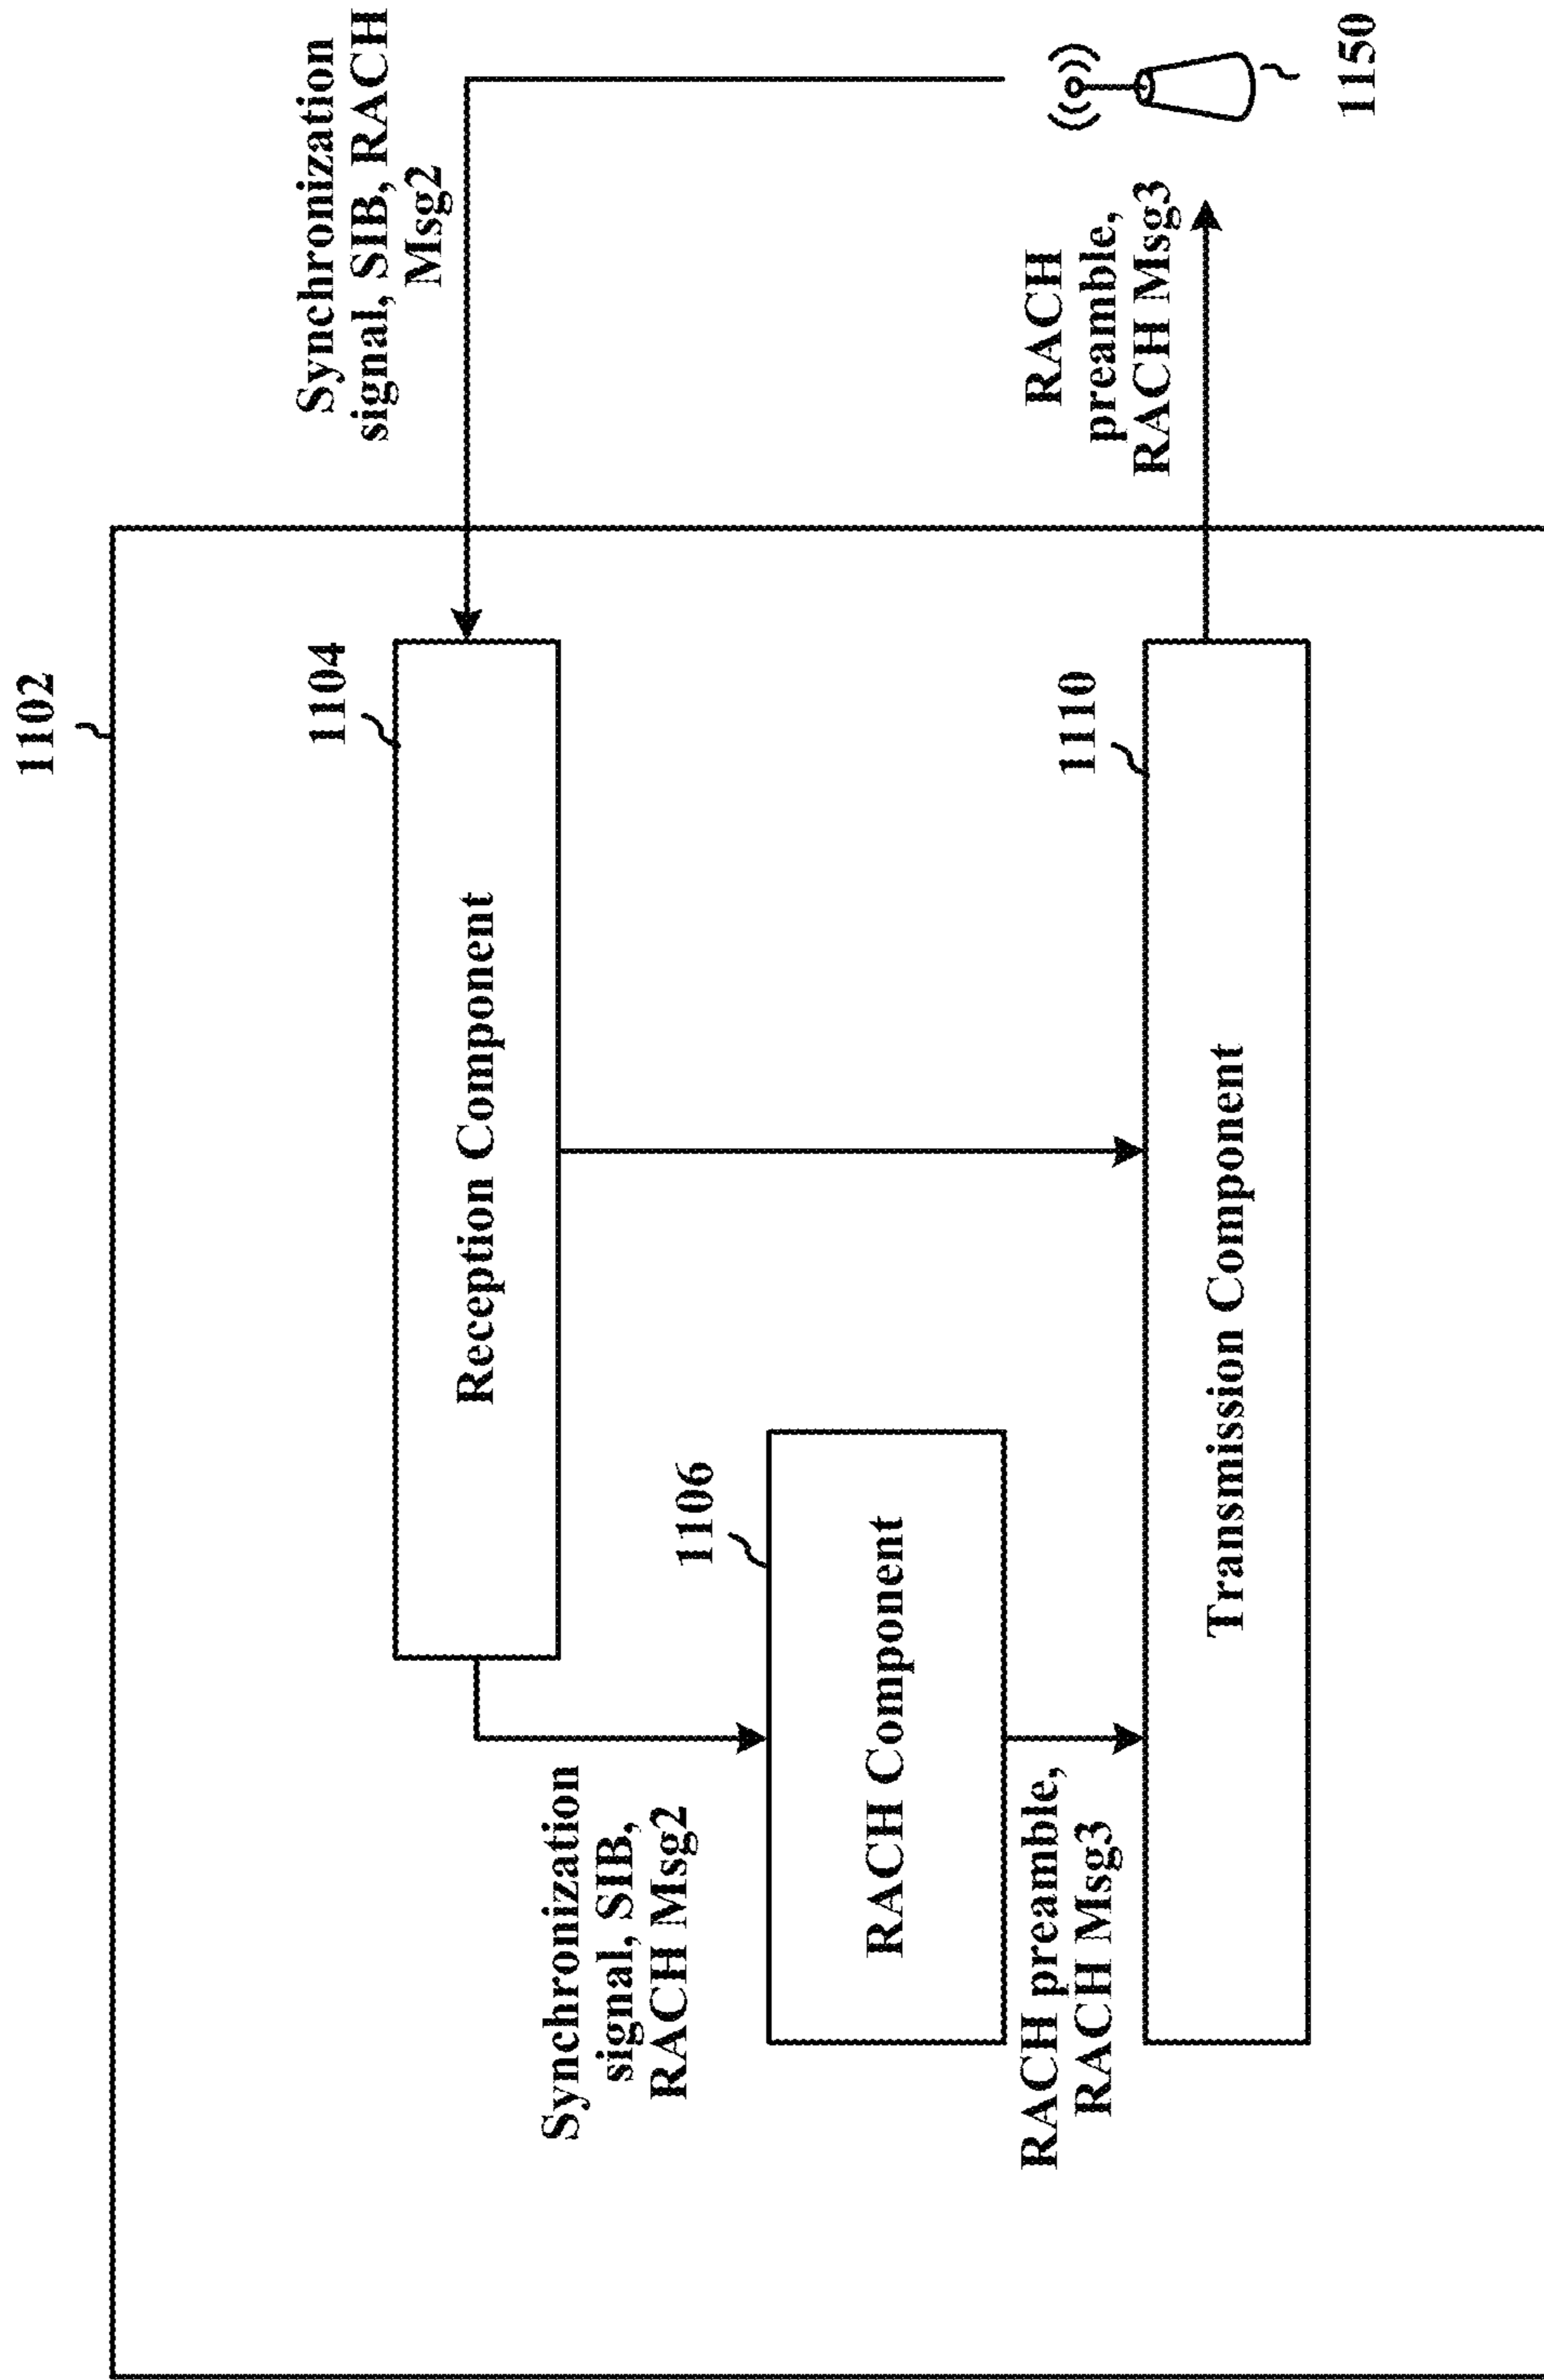 1102
Synchronization
signal, SIB, RACH
Msg2
1104
Reception Component
1106
Synchronization
signal, SIB,
RACH Msg2
RACH Component
RACH preamble,
RACH Msg3
1110
Transmission Component
RACH
preamble,
RACH Msg3
1150